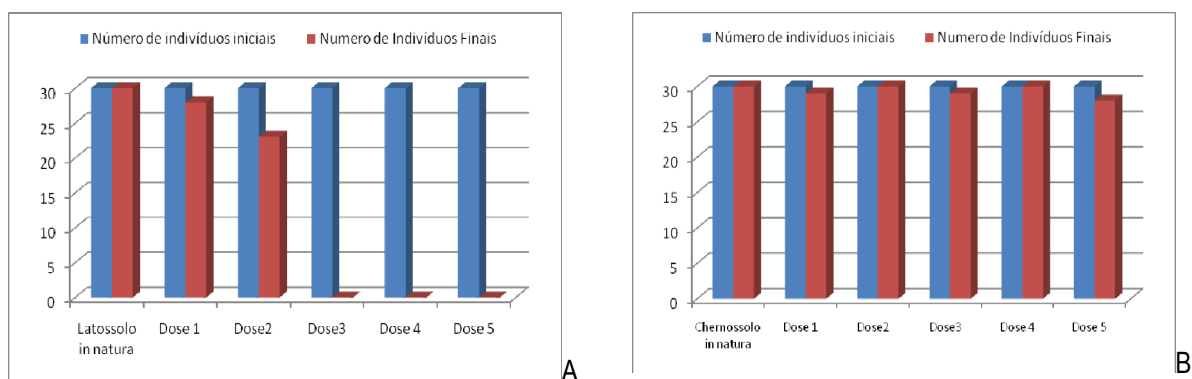 Número de indivíduos iniciais Numero de Indivíduos Finais
30
25
20
15
10
5
0
Latossolo in natura
Dose 1
Dose2
Dose3
Dose 4
Dose 5
A
Número de indivíduos iniciais Numero de Indivíduos Finais
30
25
20
15
10
5
0
Chernossolo in natura
Dose 1
Dose2
Dose3
Dose 4
Dose 5
B